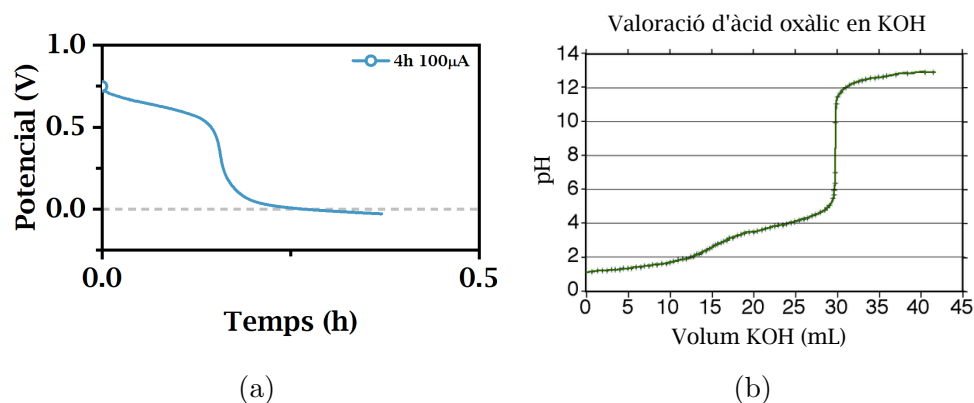 1.0
0.5
0.0
Potencial (V)
4h 100µA
0.0
0.5
Temps (h)
(a)
Valoració d'àcid oxàlic en KOH
14
12
10
8
6
4
2
0
pH
0 5 10 15 20 25 30 35 40 45
Volum KOH (mL)
(b)